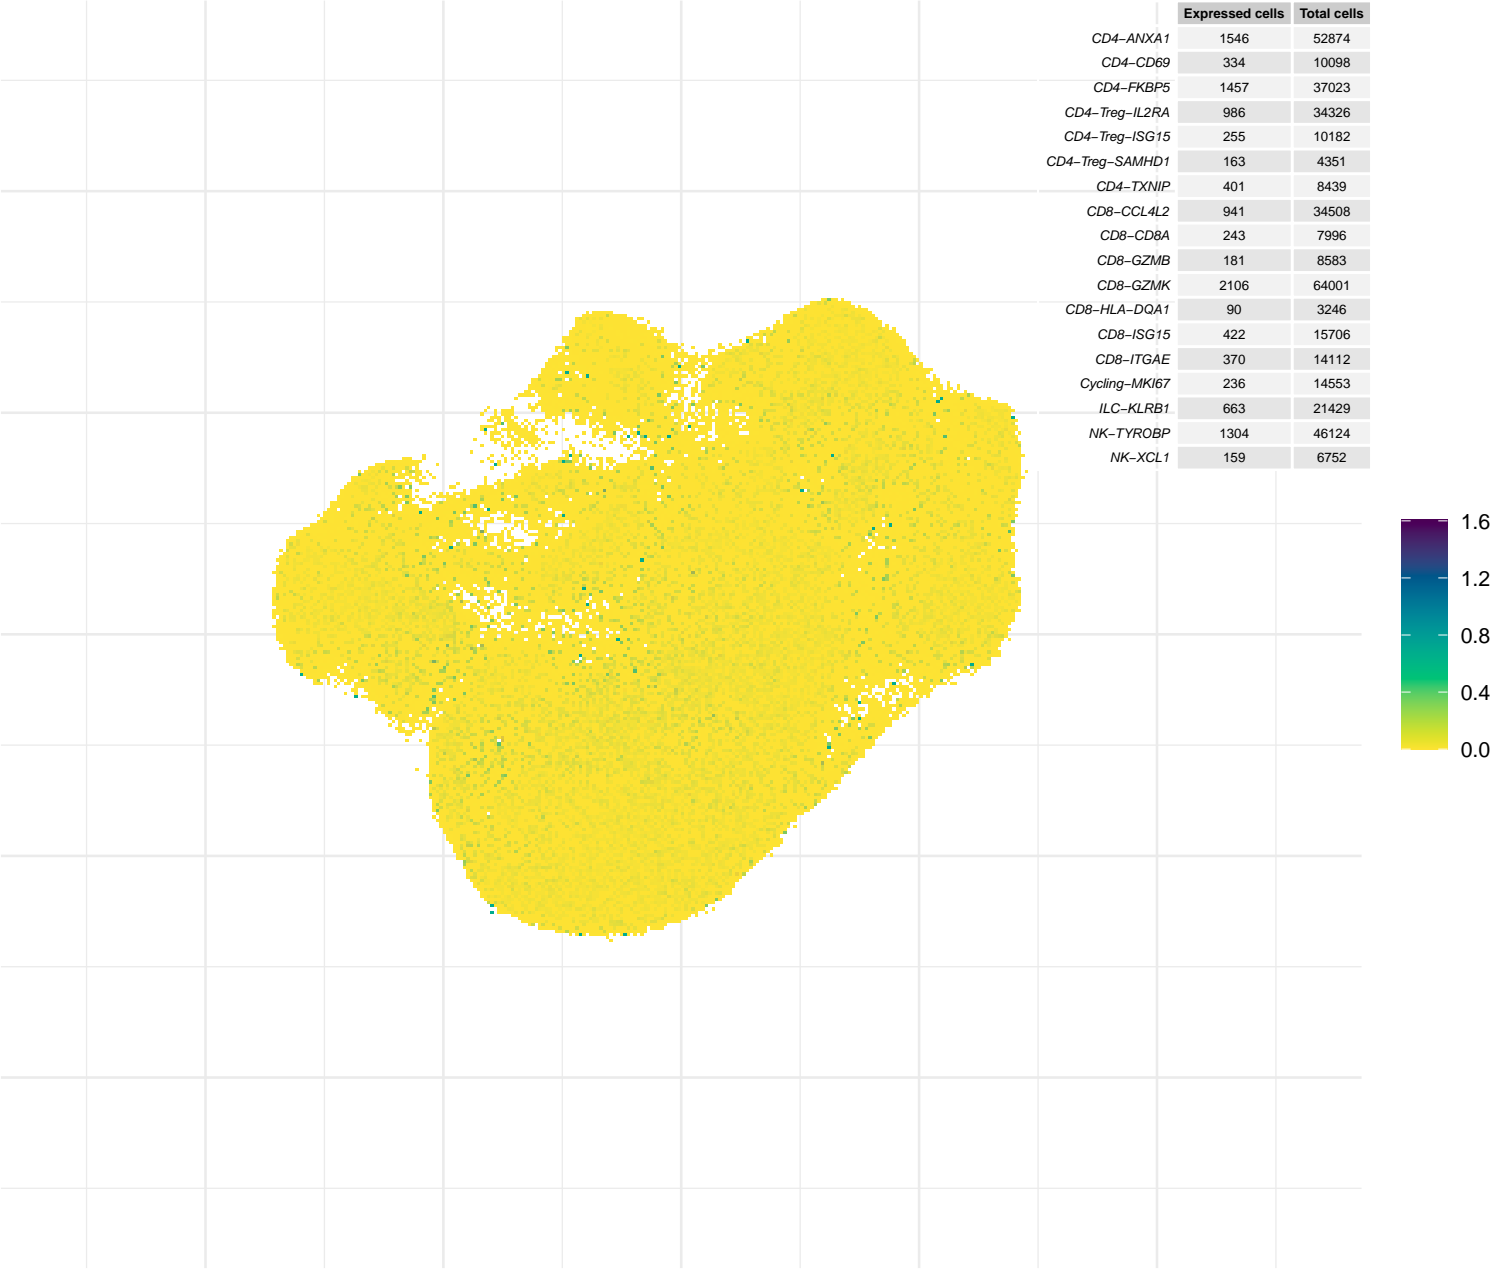 Expressed cells Total cells
CD4−ANXA1 1546 52874
CD4−CD69 334 10098
CD4−FKBP5 1457 37023
CD4−Treg−IL2RA 986 34326
CD4−Treg−ISG15 255 10182
CD4−Treg−SAMHD1 163 4351
CD4−TXNIP 401 8439
CD8−CCL4L2 941 34508
CD8−CD8A 243 7996
CD8−GZMB 181 8583
CD8−GZMK 2106 64001
CD8−HLA−DQA1 90 3246
CD8−ISG15 422 15706
CD8−ITGAE 370 14112
Cycling−MKI67 236 14553
ILC−KLRB1 663 21429
NK−TYROBP 1304 46124
NK−XCL1 159 6752
1.6
1.2
0.8
0.4
0.0